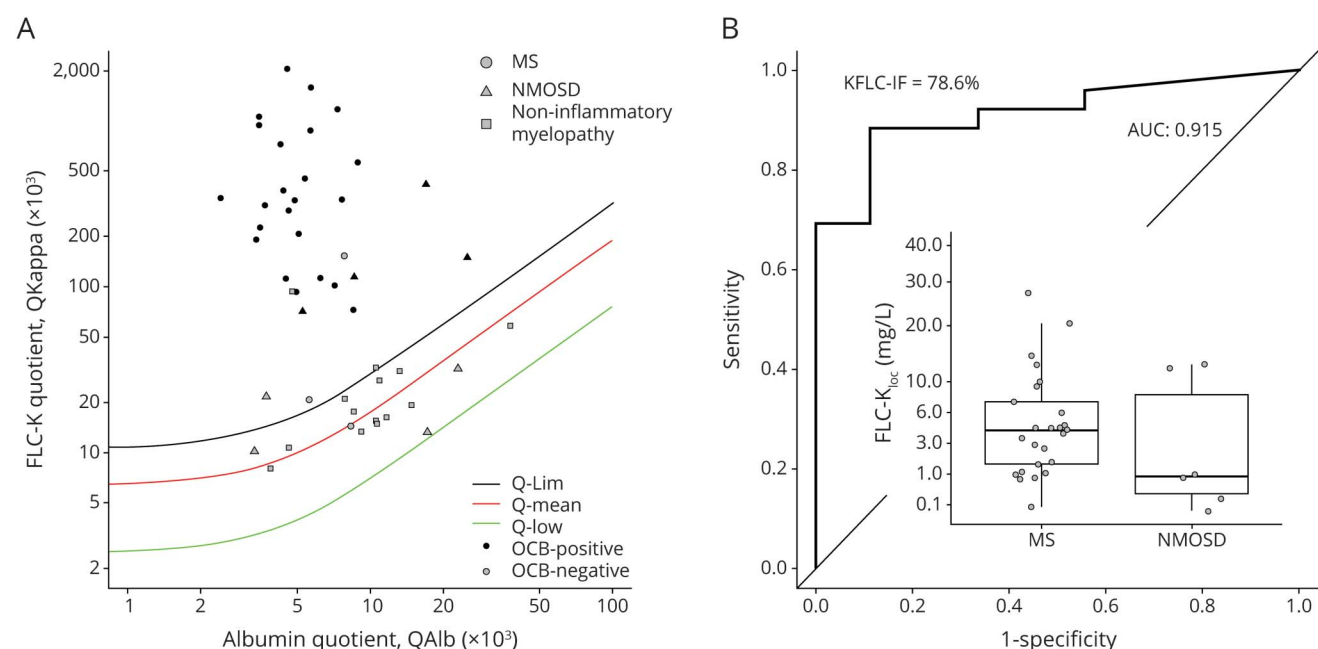 A
FLC-K quotient, QKappa (×10³)
2,000
500
200
100
50
20
10
5
2
MS
NMOSD
Non-inflammatory
myelopathy
Q-Lim
Q-mean
Q-low
OCB-positive
OCB-negative
1
2
5
10
20
50
100
Albumin quotient, QAlb (×10³)
B
Sensitivity
1.0
0.8
0.6
0.4
0.2
0.0
KFLC-IF = 78.6%
AUC: 0.915
FLC-Kloc (mg/L)
40.0
30.0
20.0
10.0
6.0
3.0
1.0
0.1
MS
NMOSD
0.0
0.2
0.4
0.6
0.8
1.0
1-specificity